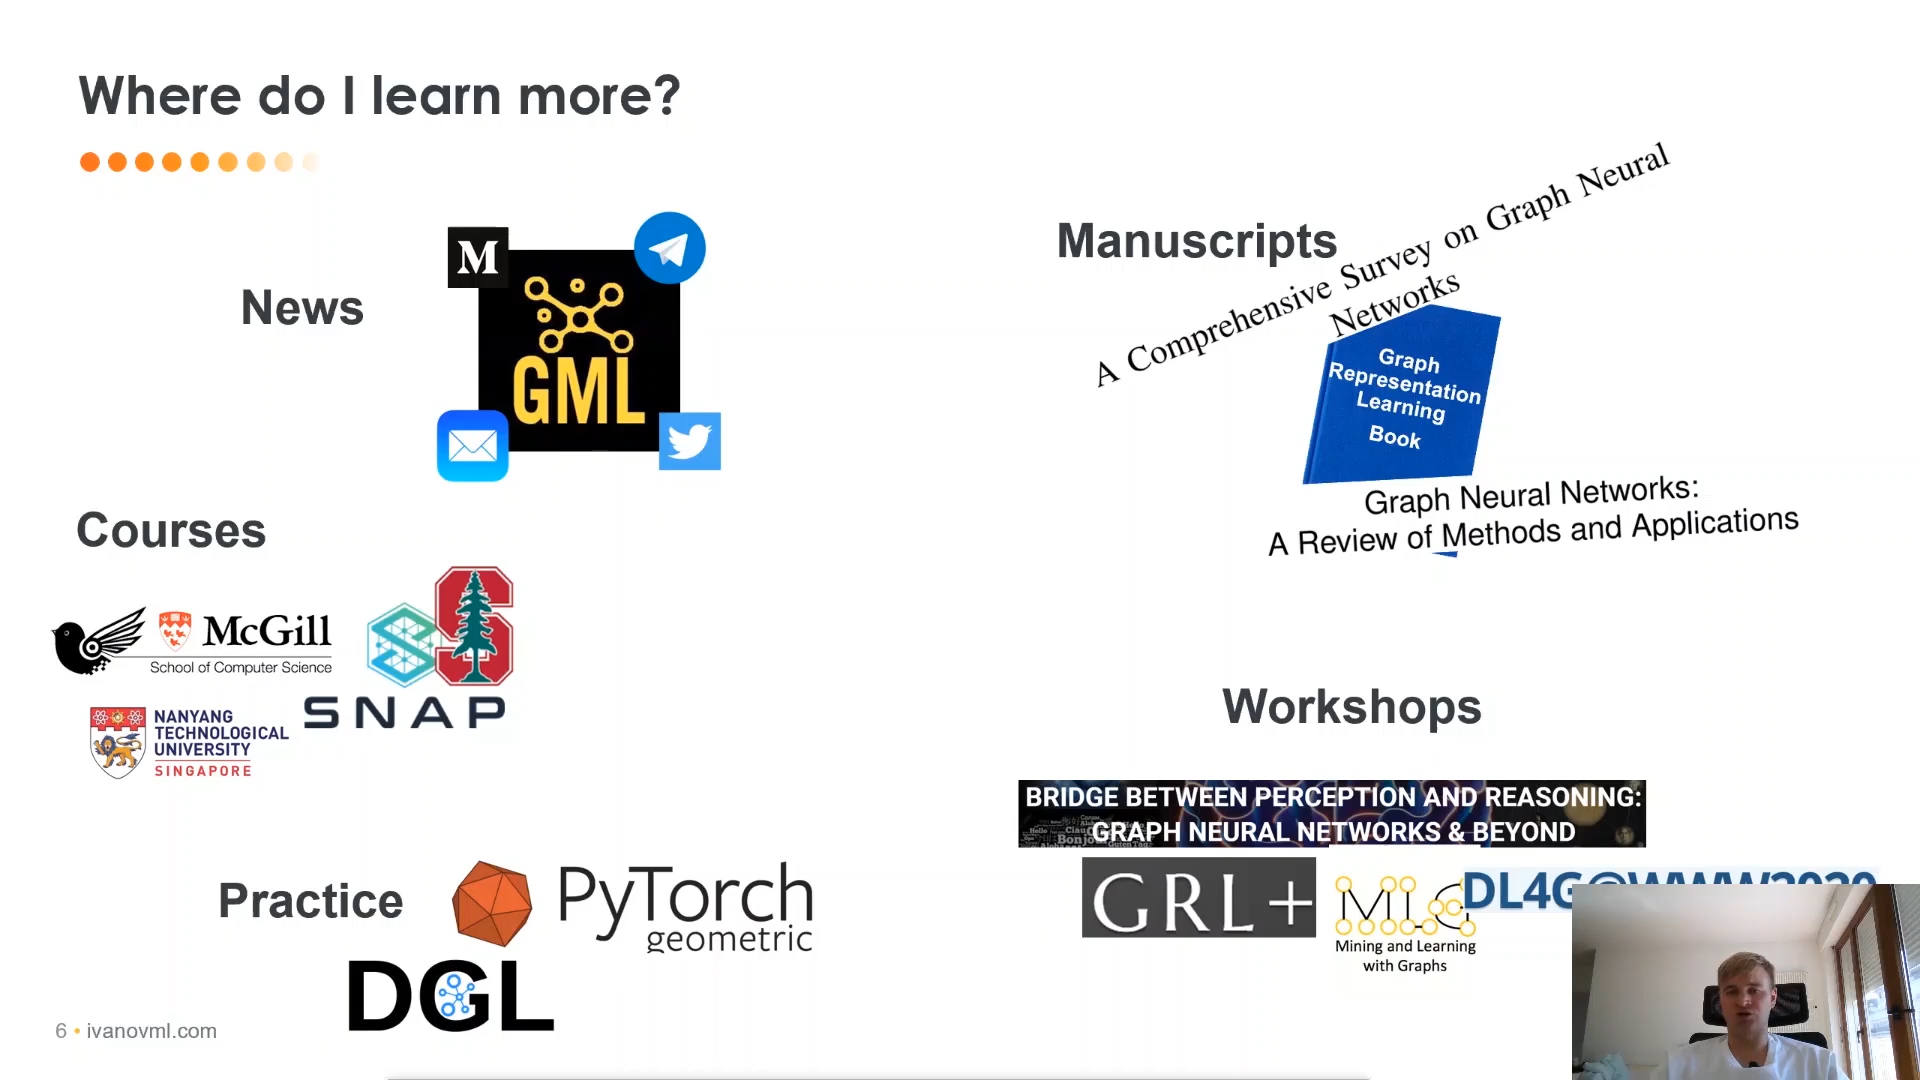 Where do I learn more?
News
M
GML
Manuscripts
A Comprehensive Survey on Graph Neural
Networks
Graph
Representation
Learning
Book
Graph Neural Networks:
A Review of Methods and Applications
Courses
McGill
School of Computer Science
NANYANG
TECHNOLOGICAL
UNIVERSITY
SINGAPORE
S
SNAP
Workshops
BRIDGE BETWEEN PERCEPTION AND REASONING:
GRAPH NEURAL NETWORKS & BEYOND
GRL+
MLG
Mining and Learning
with Graphs
DL4G@WWW2020
Practice
PyTorch
geometric
DGL
6 • ivanovml.com